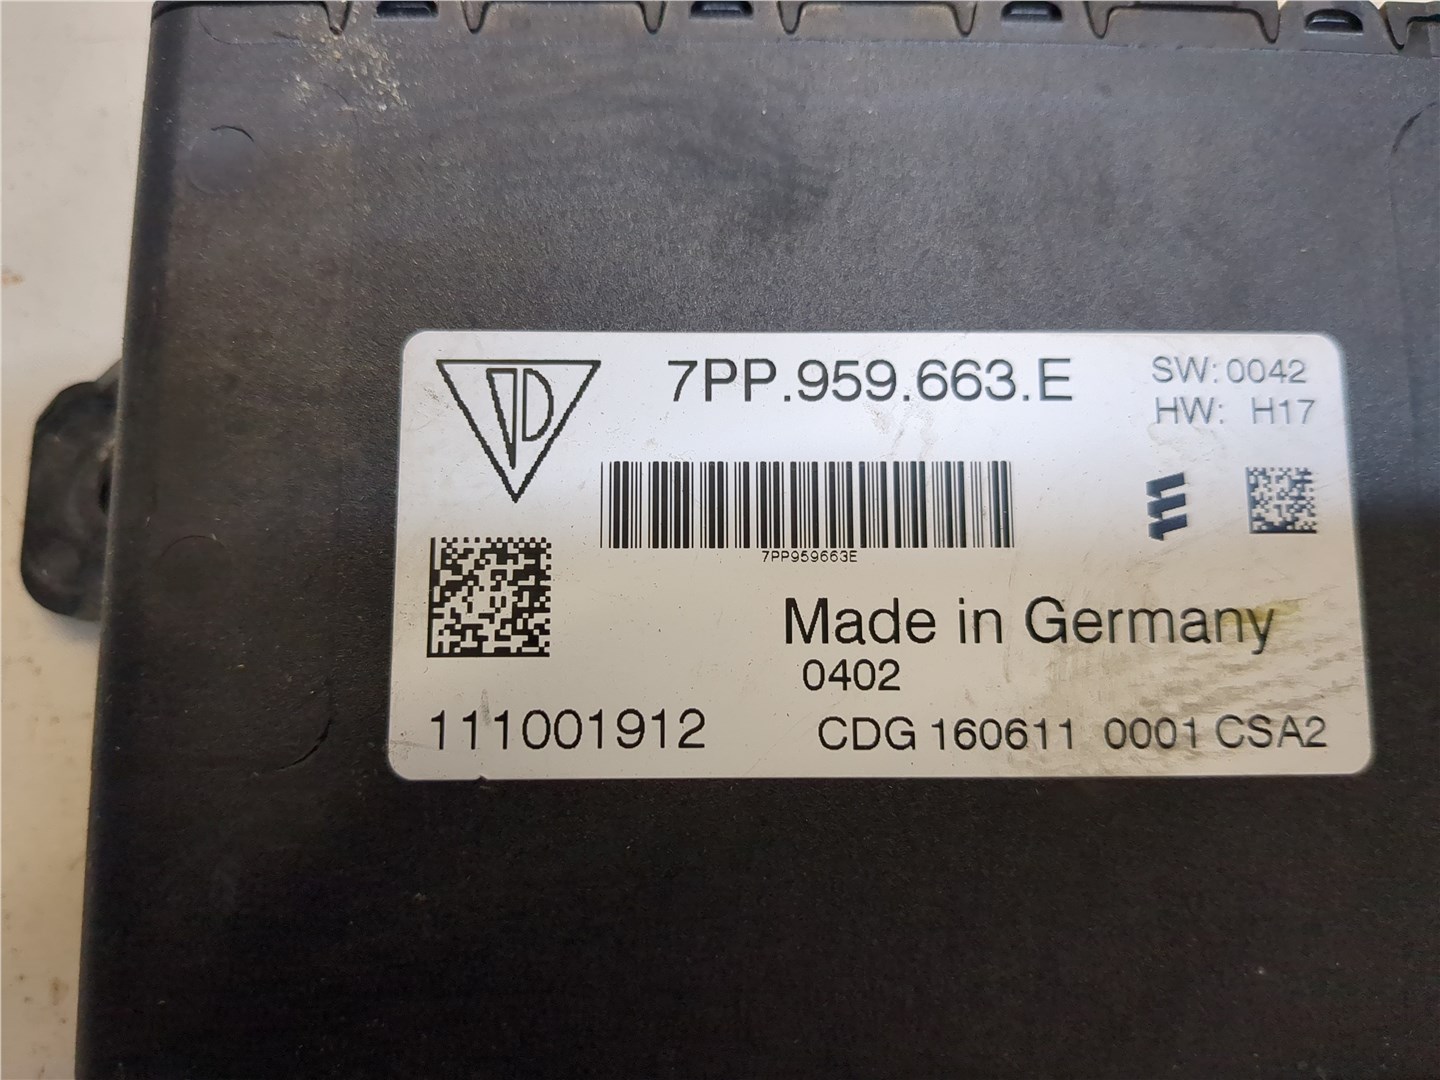 7PP.959.663.E
SW: 0042
HW: H17
7PP959663E
Made in Germany
0402
111001912
CDG 160611 0001 CSA2